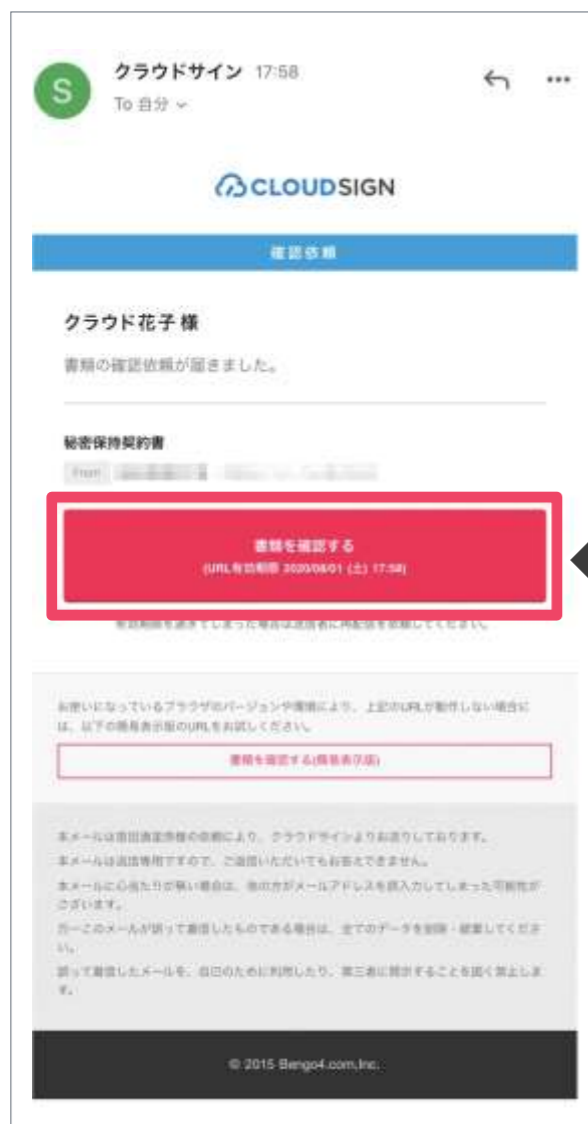 S
クラウドサイン 17:58
To 自分
CLOUDSIGN
確認依頼
クラウド花子 様
書類の確認依頼が届きました。
秘密保持契約書
From
書類を確認する
(URL有効期限 2020/08/01 (土) 17:58)
有効期限を過ぎてしまった場合は送信者に再配信を依頼してください。
お使いになっているブラウザのバージョンや環境により、上記のURLが動作しない場合に
は、以下の簡易表示版のURLをお試しください。
書類を確認する(簡易表示版)
の依頼により、クラウドサインよりお送りしております。
本メールは送信専用ですので、ご返信いただいてもお答えできません。
本メールに心当たりが無い場合は、他の方がメールアドレスを誤入力してしまった可能性が
ございます。
万一このメールが誤って着信したものである場合は、全てのデータを削除・破棄してくださ
い。
誤って着信したメールを、自己のために利用したり、第三者に開示することを固く禁止しま
す。
© 2015 Bengo4.com,Inc.